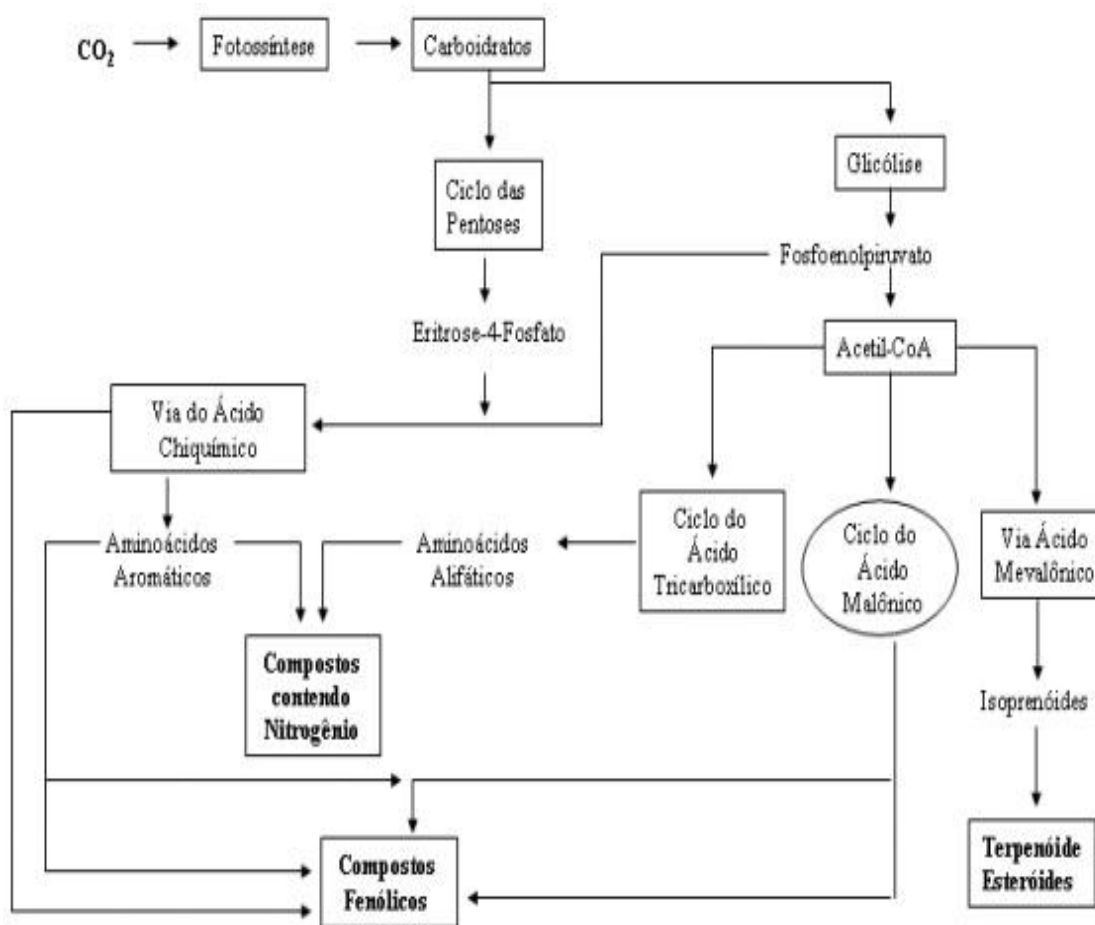 CO₂
Fotossíntese
Carboidratos
Glicólise
Ciclo das
Pentoses
Fosfoenolpiruvato
Eritrose-4-Fosfato
Acetil-CoA
Via do Ácido
Chiquímico
Ciclo do
Ácido
Tricarboxílico
Ciclo do
Ácido
Malônico
Via Ácido
Mevalônico
Aminoácidos
Aromáticos
Aminoácidos
Alifáticos
Compostos
contendo
Nitrogênio
Isoprenóides
Compostos
Fenólicos
Terpenóide
Esteróides